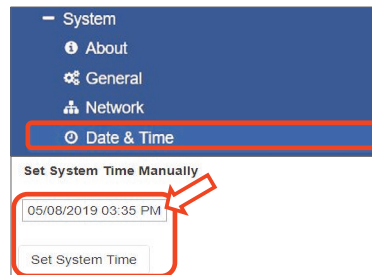 System
About
General
Network
Date & Time
Set System Time Manually
05/08/2019 03:35 PM
Set System Time